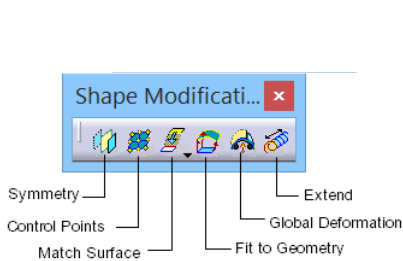 Shape Modificati...
Symmetry
Extend
Control Points
Global Deformation
Match Surface
Fit to Geometry